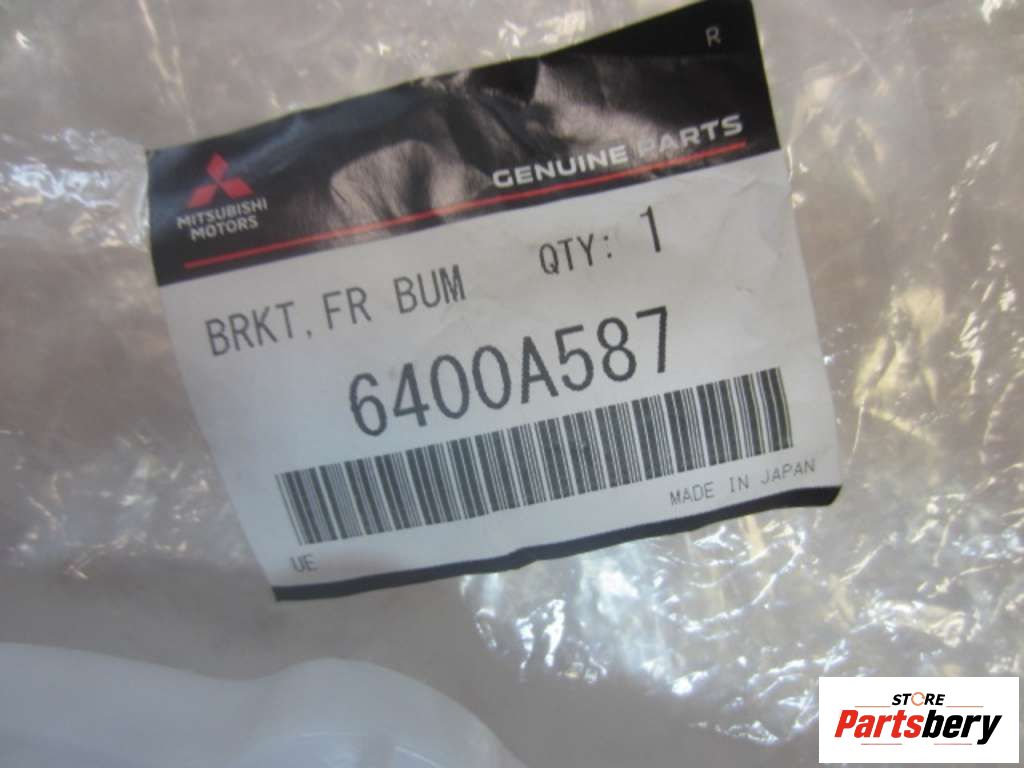 R
MITSUBISHI
MOTORS
GENUINE PARTS
BRKT, FR BUM QTY: 1
6400A587
MADE IN JAPAN
UE
STORE
Partsbery